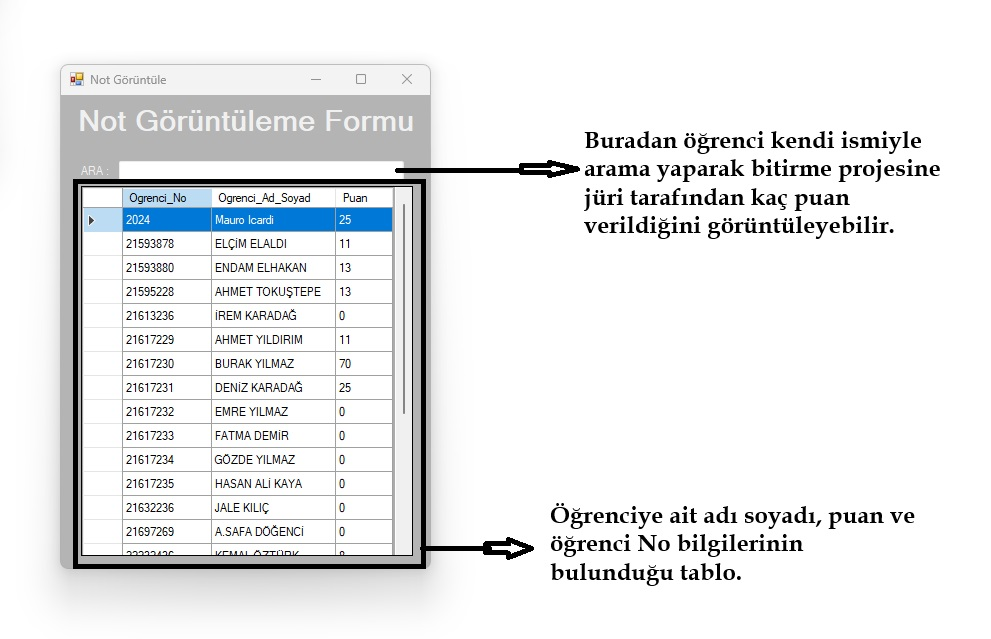 Not Görüntüle
Not Görüntüleme Formu
ARA :
Ogrenci_No Ogrenci_Ad_Soyad Puan
2024 Mauro Icardi 25
21593878 ELÇİM ELALDI 11
21593880 ENDAM ELHAKAN 13
21595228 AHMET TOKUŞTEPE 13
21613236 İREM KARADAĞ 0
21617229 AHMET YILDIRIM 11
21617230 BURAK YILMAZ 70
21617231 DENİZ KARADAĞ 25
21617232 EMRE YILMAZ 0
21617233 FATMA DEMİR 0
21617234 GÖZDE YILMAZ 0
21617235 HASAN ALİ KAYA 0
21632236 JALE KILIÇ 0
21697269 A.SAFA DÖĞENCİ 0
KEMAL ÖZTÜRK
Buradan öğrenci kendi ismiyle
arama yaparak bitirme projesine
jüri tarafından kaç puan
verildiğini görüntüleyebilir.
Öğrenciye ait adı soyadı, puan ve
öğrenci No bilgilerinin
bulunduğu tablo.